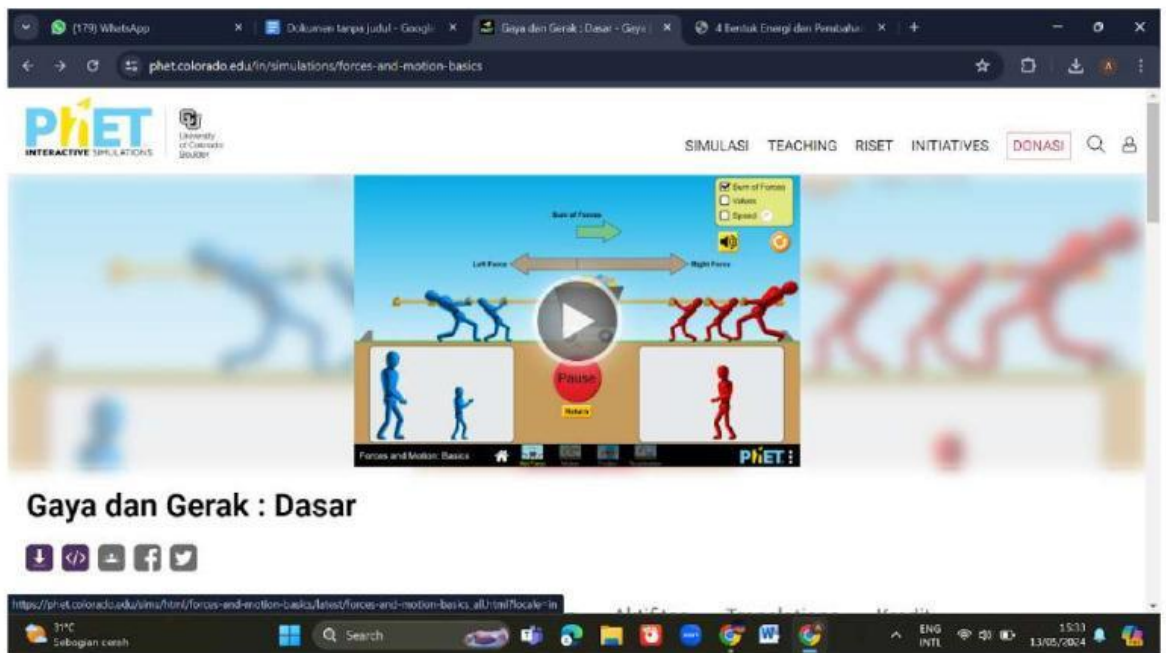 (179) WhatsApp
Dokumen tanpa judul - Googl
Gaya dan Gerak : Dasar - Gaya
4 Bentuk Energi dan Perubaha
phet.colorado.edu/in/simulations/forces-and-motion-basics
PhET
INTERACTIVE SIMULATIONS
University
of Colorado
Boulder
SIMULASI TEACHING RISET INITIATIVES DONASI
Sum of Forces
Values
Speed
Sum of Forces
Left Force
Right Force
Pause
Return
Forces and Motion: Basics
PhET
Gaya dan Gerak : Dasar
https://phet.colorado.edu/sims/html/forces-and-motion-basics/latest/forces-and-motion-basics_all.html?locale=in
31°C
Sebagian cerah
Search
ENG
INTL
15:33
13/05/2024